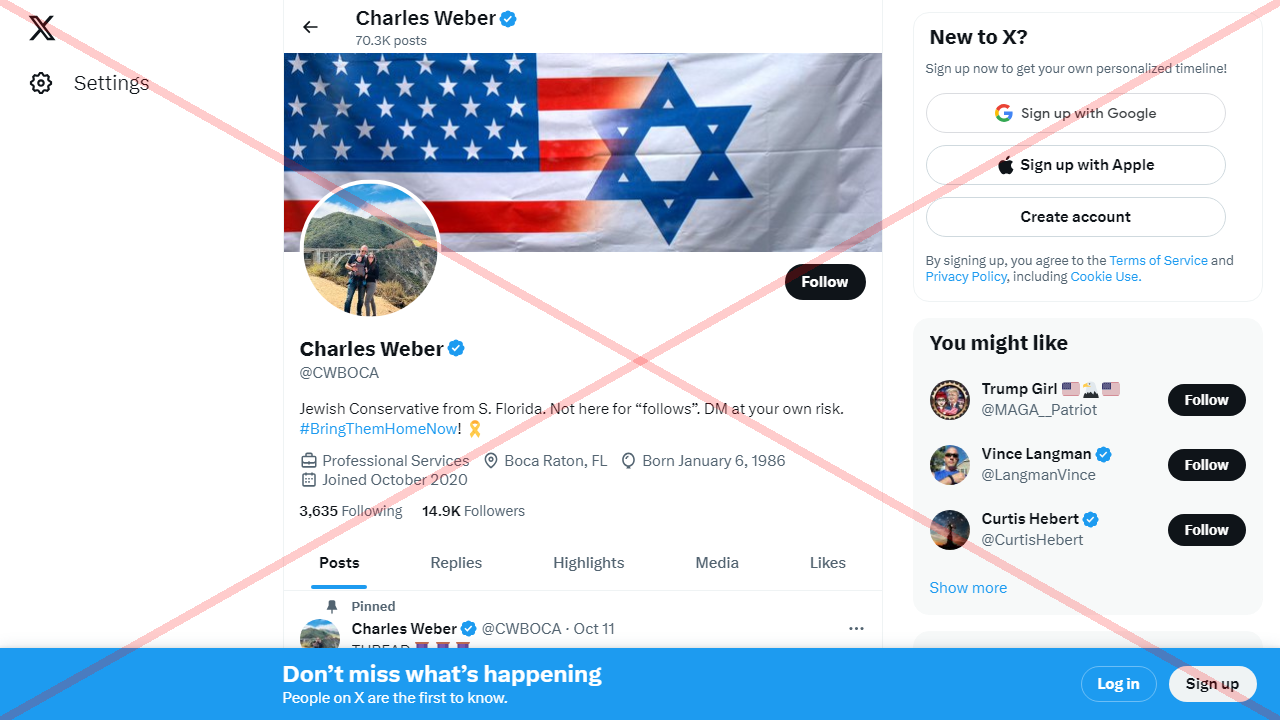 Settings
Charles Weber
70.3K posts
Follow
Charles Weber
@CWBOCA
Jewish Conservative from S. Florida. Not here for “follows”. DM at your own risk.
#BringThemHomeNow! 🎗️
Professional Services Boca Raton, FL Born January 6, 1986
Joined October 2020
3,635 Following 14.9K Followers
Posts Replies Highlights Media Likes
Pinned
Charles Weber @CWBOCA · Oct 11
THREAD
New to X?
Sign up now to get your own personalized timeline!
Sign up with Google
Sign up with Apple
Create account
By signing up, you agree to the Terms of Service and
Privacy Policy, including Cookie Use.
You might like
Trump Girl 🇺🇸🦅🇺🇸
@MAGA__Patriot
Follow
Vince Langman
@LangmanVince
Follow
Curtis Hebert
@CurtisHebert
Follow
Show more
Don’t miss what’s happening
People on X are the first to know.
Log in Sign up